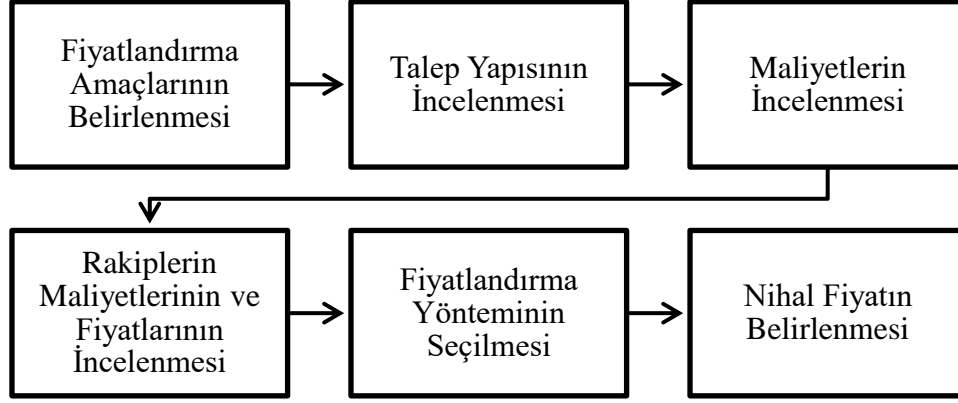 Fiyatlandırma
Amaçlarının
Belirlenmesi
Talep Yapısının
İncelenmesi
Maliyetlerin
İncelenmesi
Rakiplerin
Maliyetlerinin ve
Fiyatlarının
İncelenmesi
Fiyatlandırma
Yönteminin
Seçilmesi
Nihal Fiyatın
Belirlenmesi